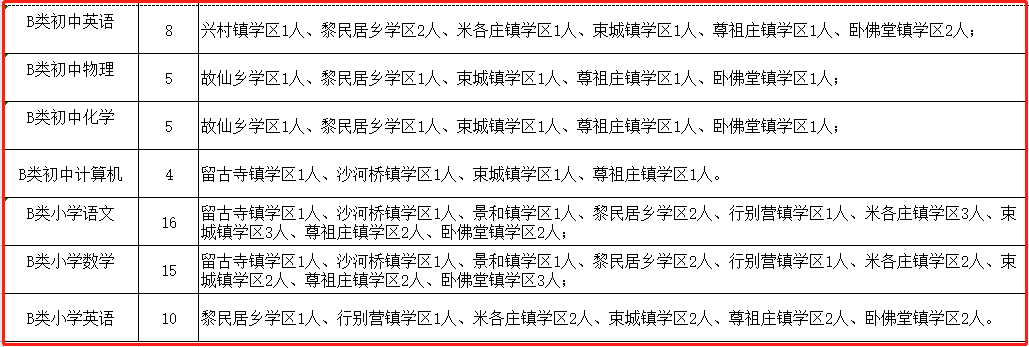 B类初中英语 8 兴村镇学区1人、黎民居乡学区2人、米各庄镇学区1人、束城镇学区1人、尊祖庄镇学区1人、卧佛堂镇学区2人；
B类初中物理 5 故仙乡学区1人、黎民居乡学区1人、束城镇学区1人、尊祖庄镇学区1人、卧佛堂镇学区1人；
B类初中化学 5 故仙乡学区1人、黎民居乡学区1人、束城镇学区1人、尊祖庄镇学区1人、卧佛堂镇学区1人；
B类初中计算机 4 留古寺镇学区1人、沙河桥镇学区1人、束城镇学区1人、尊祖庄镇学区1人。
B类小学语文 16 留古寺镇学区1人、沙河桥镇学区1人、景和镇学区1人、黎民居乡学区2人、行别营镇学区1人、米各庄镇学区3人、束
城镇学区3人、尊祖庄镇学区2人、卧佛堂镇学区2人；
B类小学数学 15 留古寺镇学区1人、沙河桥镇学区1人、景和镇学区1人、黎民居乡学区2人、行别营镇学区1人、米各庄镇学区2人、束
城镇学区2人、尊祖庄镇学区2人、卧佛堂镇学区3人；
B类小学英语 10 黎民居乡学区1人、行别营镇学区1人、米各庄镇学区2人、束城镇学区2人、尊祖庄镇学区2人、卧佛堂镇学区2人。